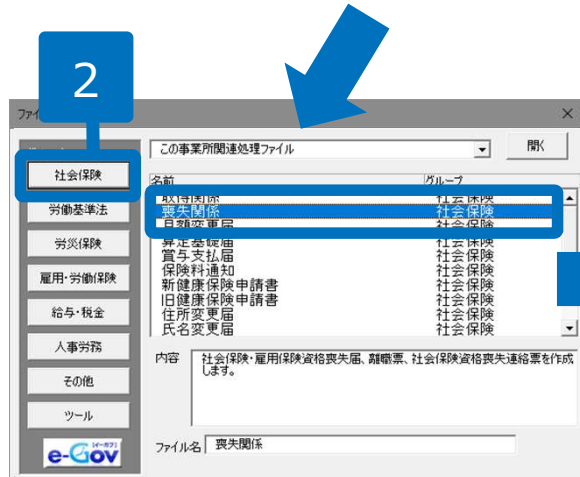 2
ファイ
×
この事業所関連処理ファイル
開く
社会保険
労働基準法
労災保険
雇用・労働保険
給与・税金
人事労務
その他
ツール
e-Gov
名前 グループ
取得関係 社会保険
喪失関係 社会保険
月額変更届 社会保険
算定基礎届 社会保険
賞与支払届 社会保険
保険料通知 社会保険
新健康保険申請書 社会保険
旧健康保険申請書 社会保険
住所変更届 社会保険
氏名変更届 社会保険
内容 社会保険・雇用保険資格喪失届、離職票、社会保険資格喪失連絡票を作成
します。
ファイル名 喪失関係